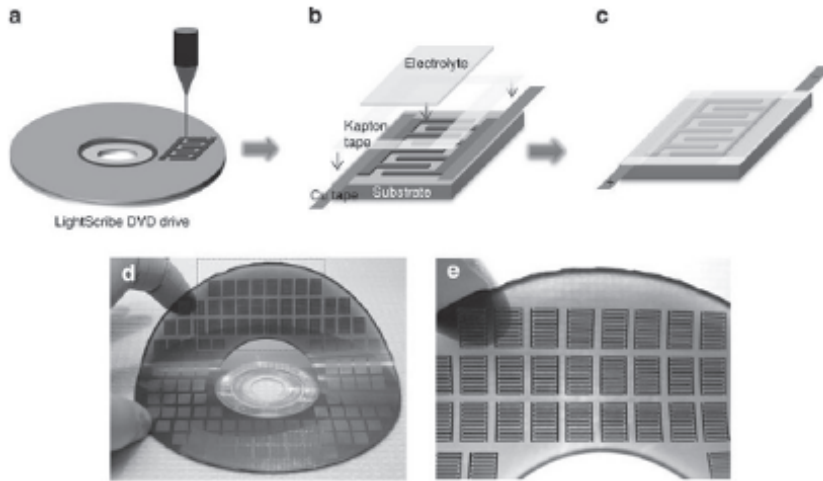 a
b
c
Electrolyte
Kapton
tape
Cu tape
Substrate
LightScribe DVD drive
d
e